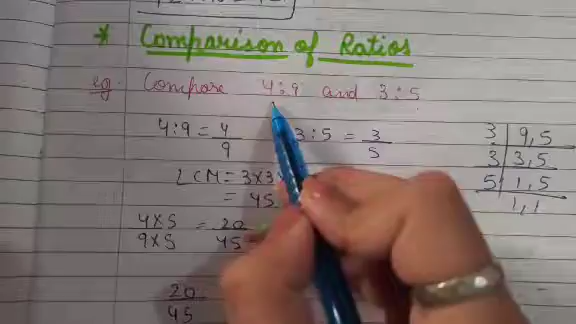 * Comparison of Ratios
eg. Compare 4:9 and 3:5
4:9 = 4/9 3:5 = 3/5
LCM = 3×3×
= 45
4×5/9×5 = 20/45
20/45
3 | 9,5
3 | 3,5
5 | 1,5
1,1